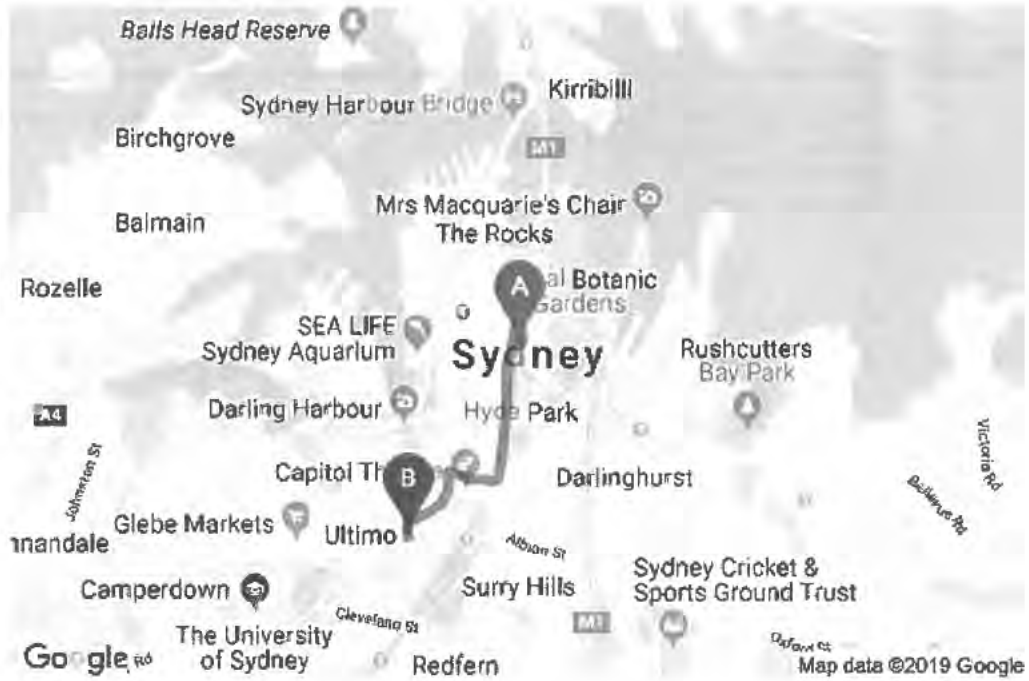 Balls Head Reserve
Sydney Harbour Bridge
Kirribilli
Birchgrove
M1
Mrs Macquarie's Chair
Balmain
The Rocks
Rozelle
A
al Botanic
Gardens
SEA LIFE
Sydney Aquarium
Sydney
Rushcutters
Bay Park
Darling Harbour
Hyde Park
A4
Victoria Rd
Johnston St
Capitol Th
B
Darlinghurst
Bellevue Rd
Glebe Markets
Ultimo
nnandale
Albion St
Camperdown
Surry Hills
Sydney Cricket &
Sports Ground Trust
Cleveland St
M1
The University
of Sydney
Oxford St
Google
Rd
Redfern
Map data ©2019 Google